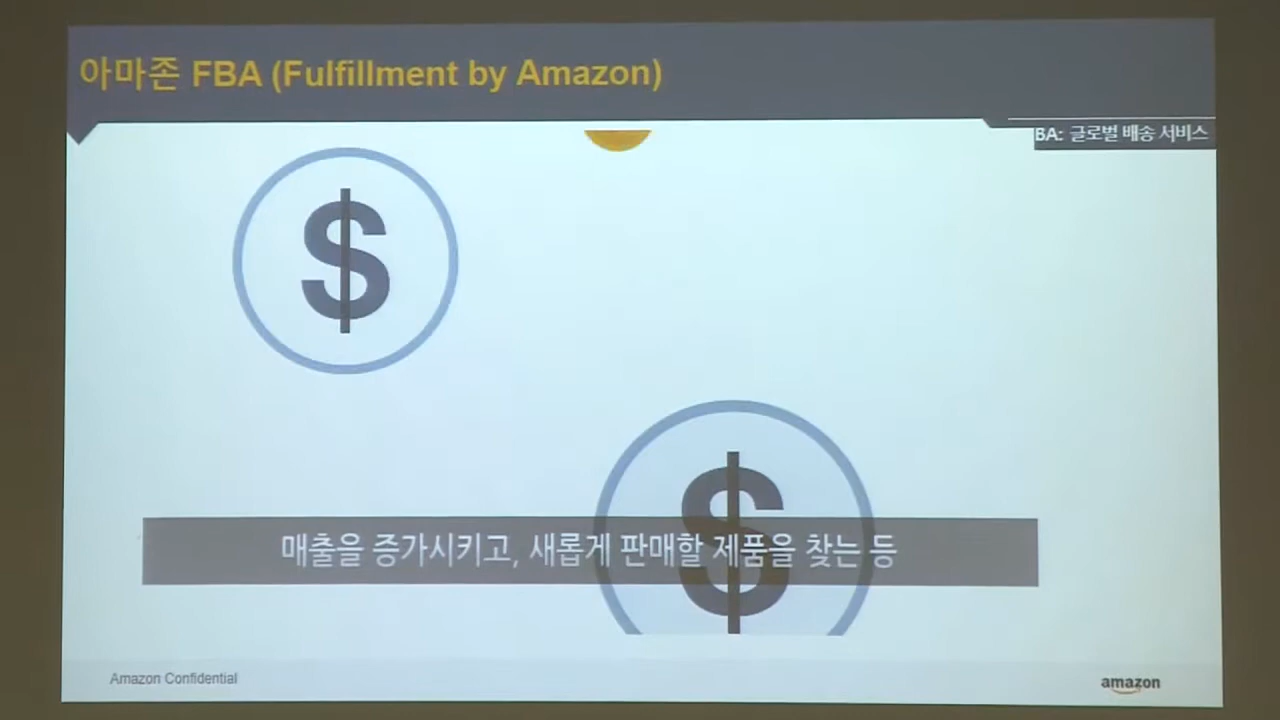 아마존 FBA (Fulfillment by Amazon)
BA: 글로벌 배송 서비스
$
$
매출을 증가시키고, 새롭게 판매할 제품을 찾는 등
Amazon Confidential
amazon